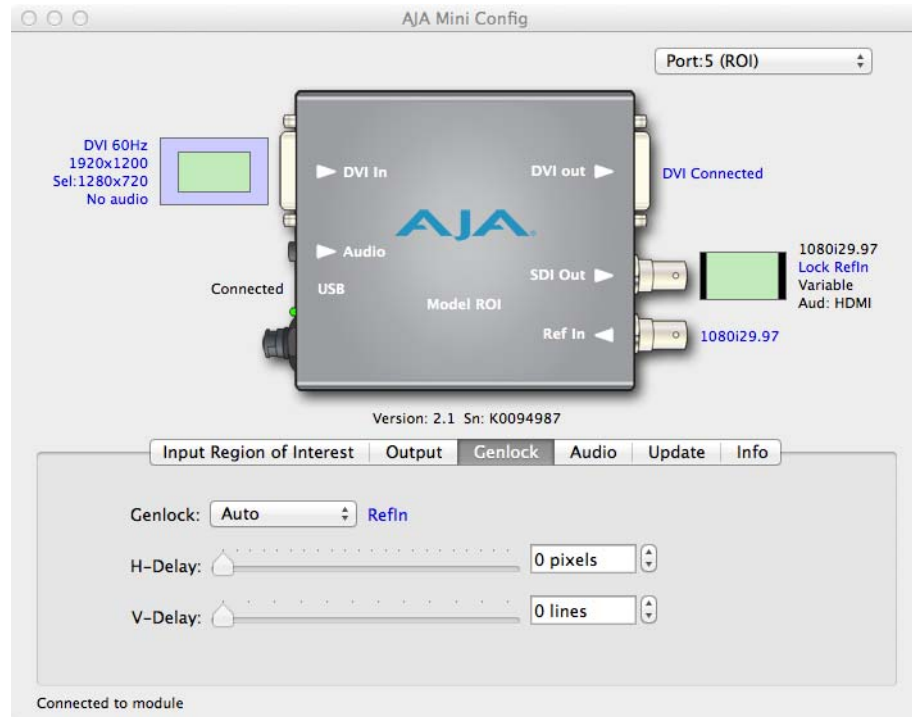 AJA Mini Config
Port:5 (ROI)
DVI 60Hz
1920x1200
Sel:1280x720
No audio
DVI In
DVI out
DVI Connected
AJA
Audio
Connected
USB
SDI Out
1080i29.97
Lock RefIn
Variable
Aud: HDMI
Model ROI
Ref In
1080i29.97
Version: 2.1 Sn: K0094987
Input Region of Interest Output Genlock Audio Update Info
Genlock: Auto RefIn
H-Delay: 0 pixels
V-Delay: 0 lines
Connected to module